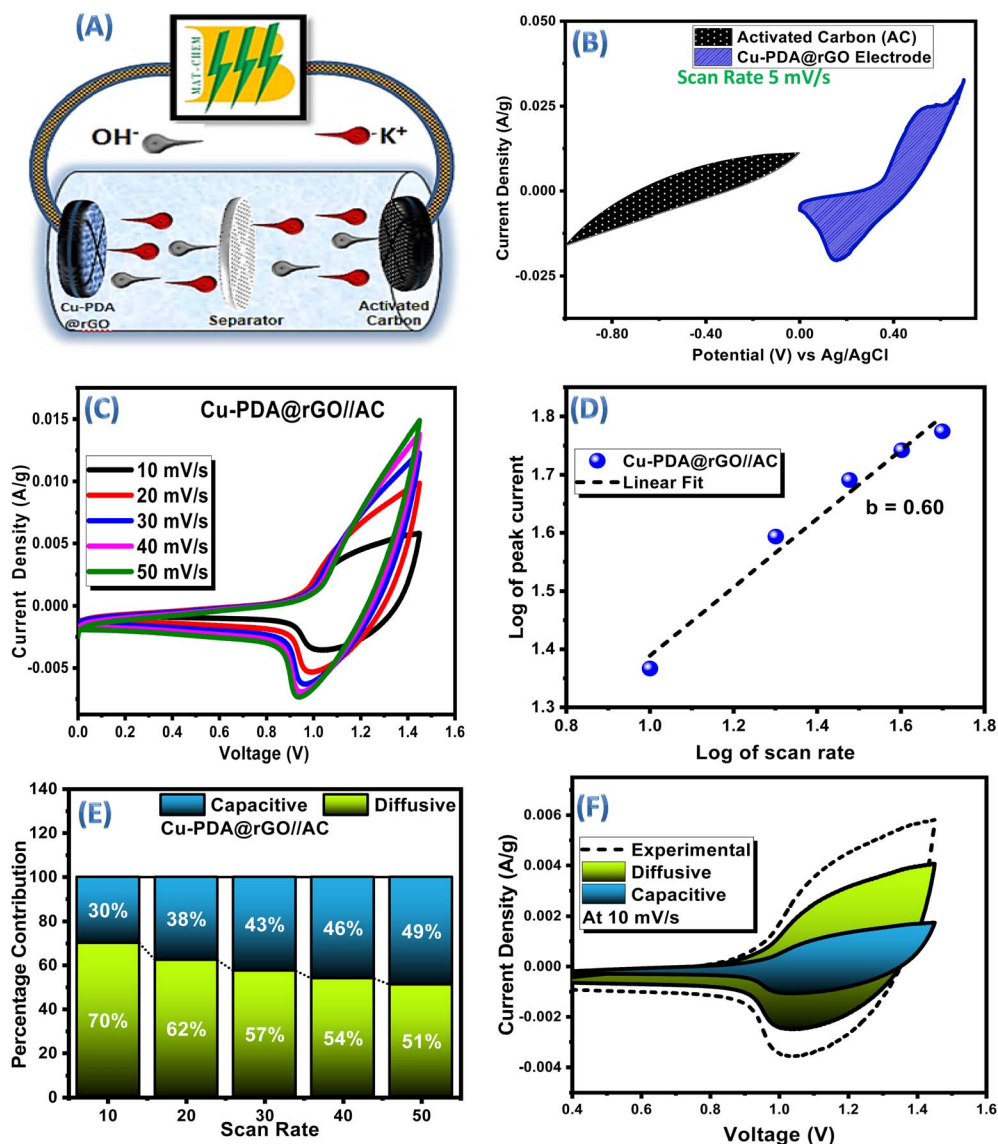 (A)
MAT-CHEM
OH-
K+
Cu-PDA
@rGO
Separator
Activated
Carbon
(B)
Activated Carbon (AC)
Cu-PDA@rGO Electrode
Scan Rate 5 mV/s
Current Density (A/g)
0.050
0.025
0.000
-0.025
-0.80
-0.40
0.00
0.40
Potential (V) vs Ag/AgCl
(C)
Cu-PDA@rGO//AC
10 mV/s
20 mV/s
30 mV/s
40 mV/s
50 mV/s
Current Density (A/g)
0.015
0.010
0.005
0.000
-0.005
0.0
0.2
0.4
0.6
0.8
1.0
1.2
1.4
1.6
Voltage (V)
(D)
Cu-PDA@rGO//AC
Linear Fit
b = 0.60
Log of peak current
1.8
1.7
1.6
1.5
1.4
1.3
0.8
1.0
1.2
1.4
1.6
1.8
Log of scan rate
(E)
Capacitive
Diffusive
Cu-PDA@rGO//AC
Percentage Contribution
140
120
100
80
60
40
20
0
30%
38%
43%
46%
49%
70%
62%
57%
54%
51%
10
20
30
40
50
Scan Rate
(F)
Experimental
Diffusive
Capacitive
At 10 mV/s
Current Density (A/g)
0.006
0.004
0.002
0.000
-0.002
-0.004
0.4
0.6
0.8
1.0
1.2
1.4
1.6
Voltage (V)